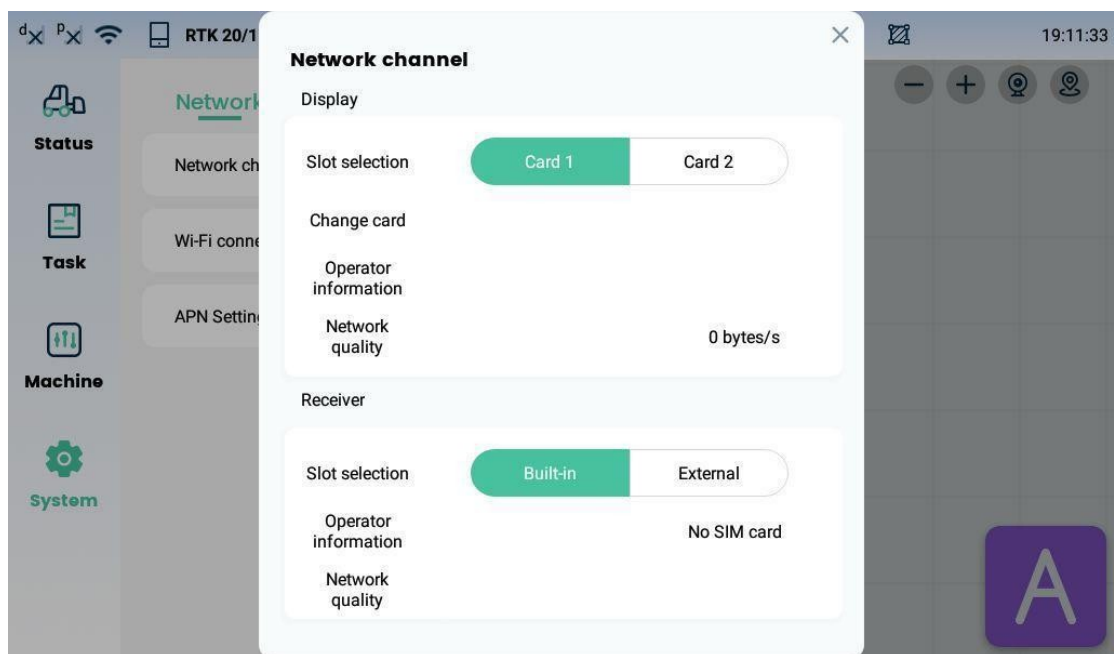 d P RTK 20/1 19:11:33
Status
Task
Machine
System
Network
Network ch
Wi-Fi conne
APN Setting
Network channel
Display
Slot selection Card 1 Card 2
Change card
Operator
information
Network
quality
0 bytes/s
Receiver
Slot selection Built-in External
Operator
information
No SIM card
Network
quality
A